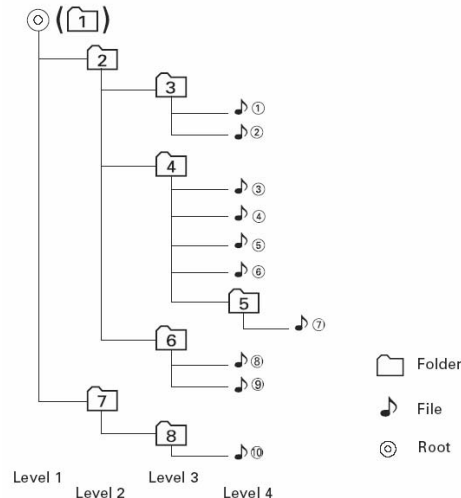 (1)
2
3
①
②
4
③
④
⑤
⑥
5
⑦
6
⑧
⑨
7
8
⑩
Folder
File
Root
Level 1
Level 2
Level 3
Level 4